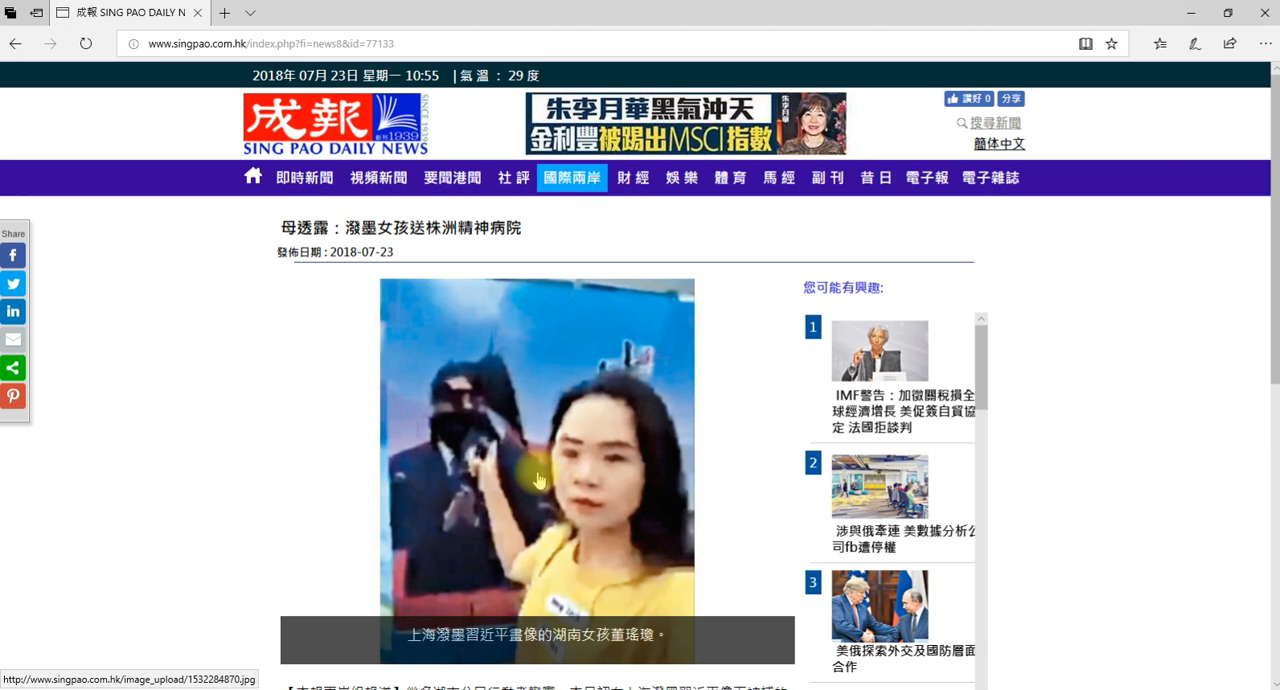 成報 SING PAO DAILY N
www.singpao.com.hk/index.php?fi=news8&id=77133
2018年 07月 23日 星期一 10:55 | 氣 溫 : 29 度
成報
SINCE 1939
創刊1939
SING PAO DAILY NEWS
朱李月華黑氣沖天
金利豐被踢出MSCI指數
朱李月華
讚好 0 分享
搜尋新聞
簡体中文
即時新聞 視頻新聞 要聞港聞 社 評 國際兩岸 財 經 娛 樂 體 育 馬 經 副 刊 昔 日 電子報 電子雜誌
Share
母透露：潑墨女孩送株洲精神病院
發佈日期 : 2018-07-23
上海潑墨習近平畫像的湖南女孩董瑤瓊。
您可能有興趣:
1
IMF警告：加徵關稅損全
球經濟增長 美促簽自貿協
定 法國拒談判
2
涉與俄牽連 美數據分析公
司fb遭停權
3
美俄探索外交及國防層面
合作
http://www.singpao.com.hk/image_upload/1532284870.jpg